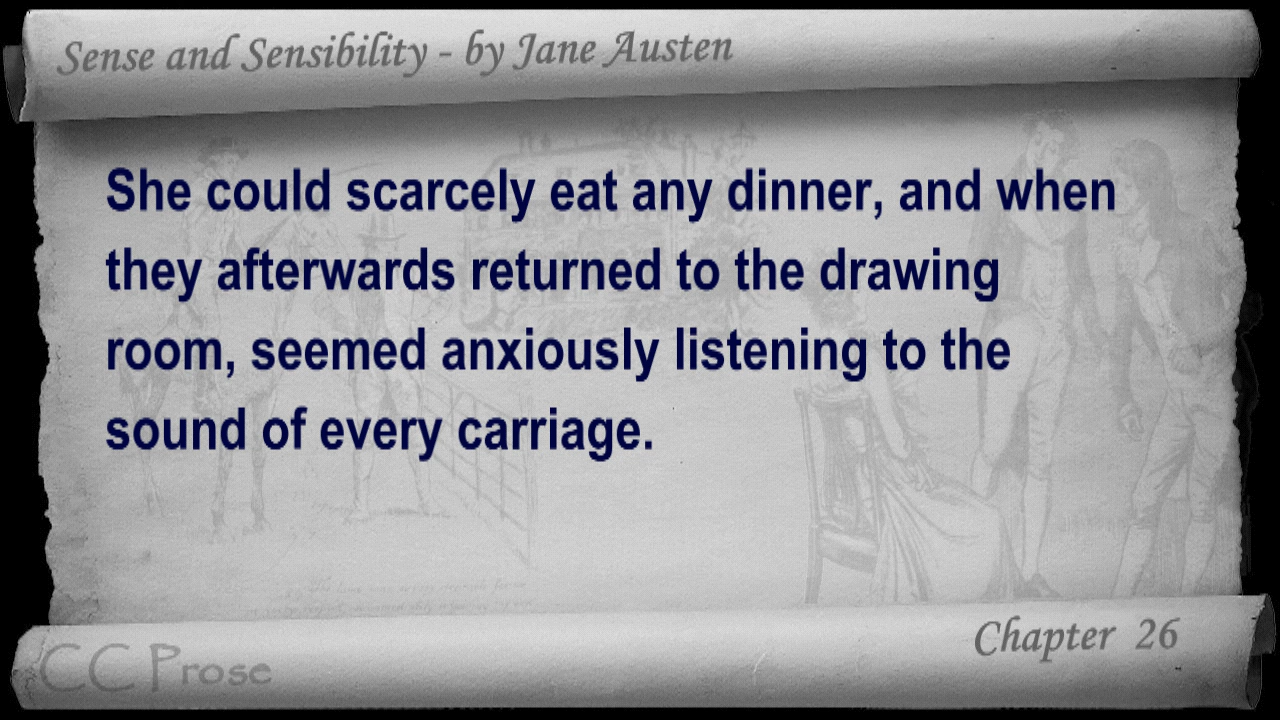 Sense and Sensibility - by Jane Austen
She could scarcely eat any dinner, and when
they afterwards returned to the drawing
room, seemed anxiously listening to the
sound of every carriage.
Chapter 26
CC Prose